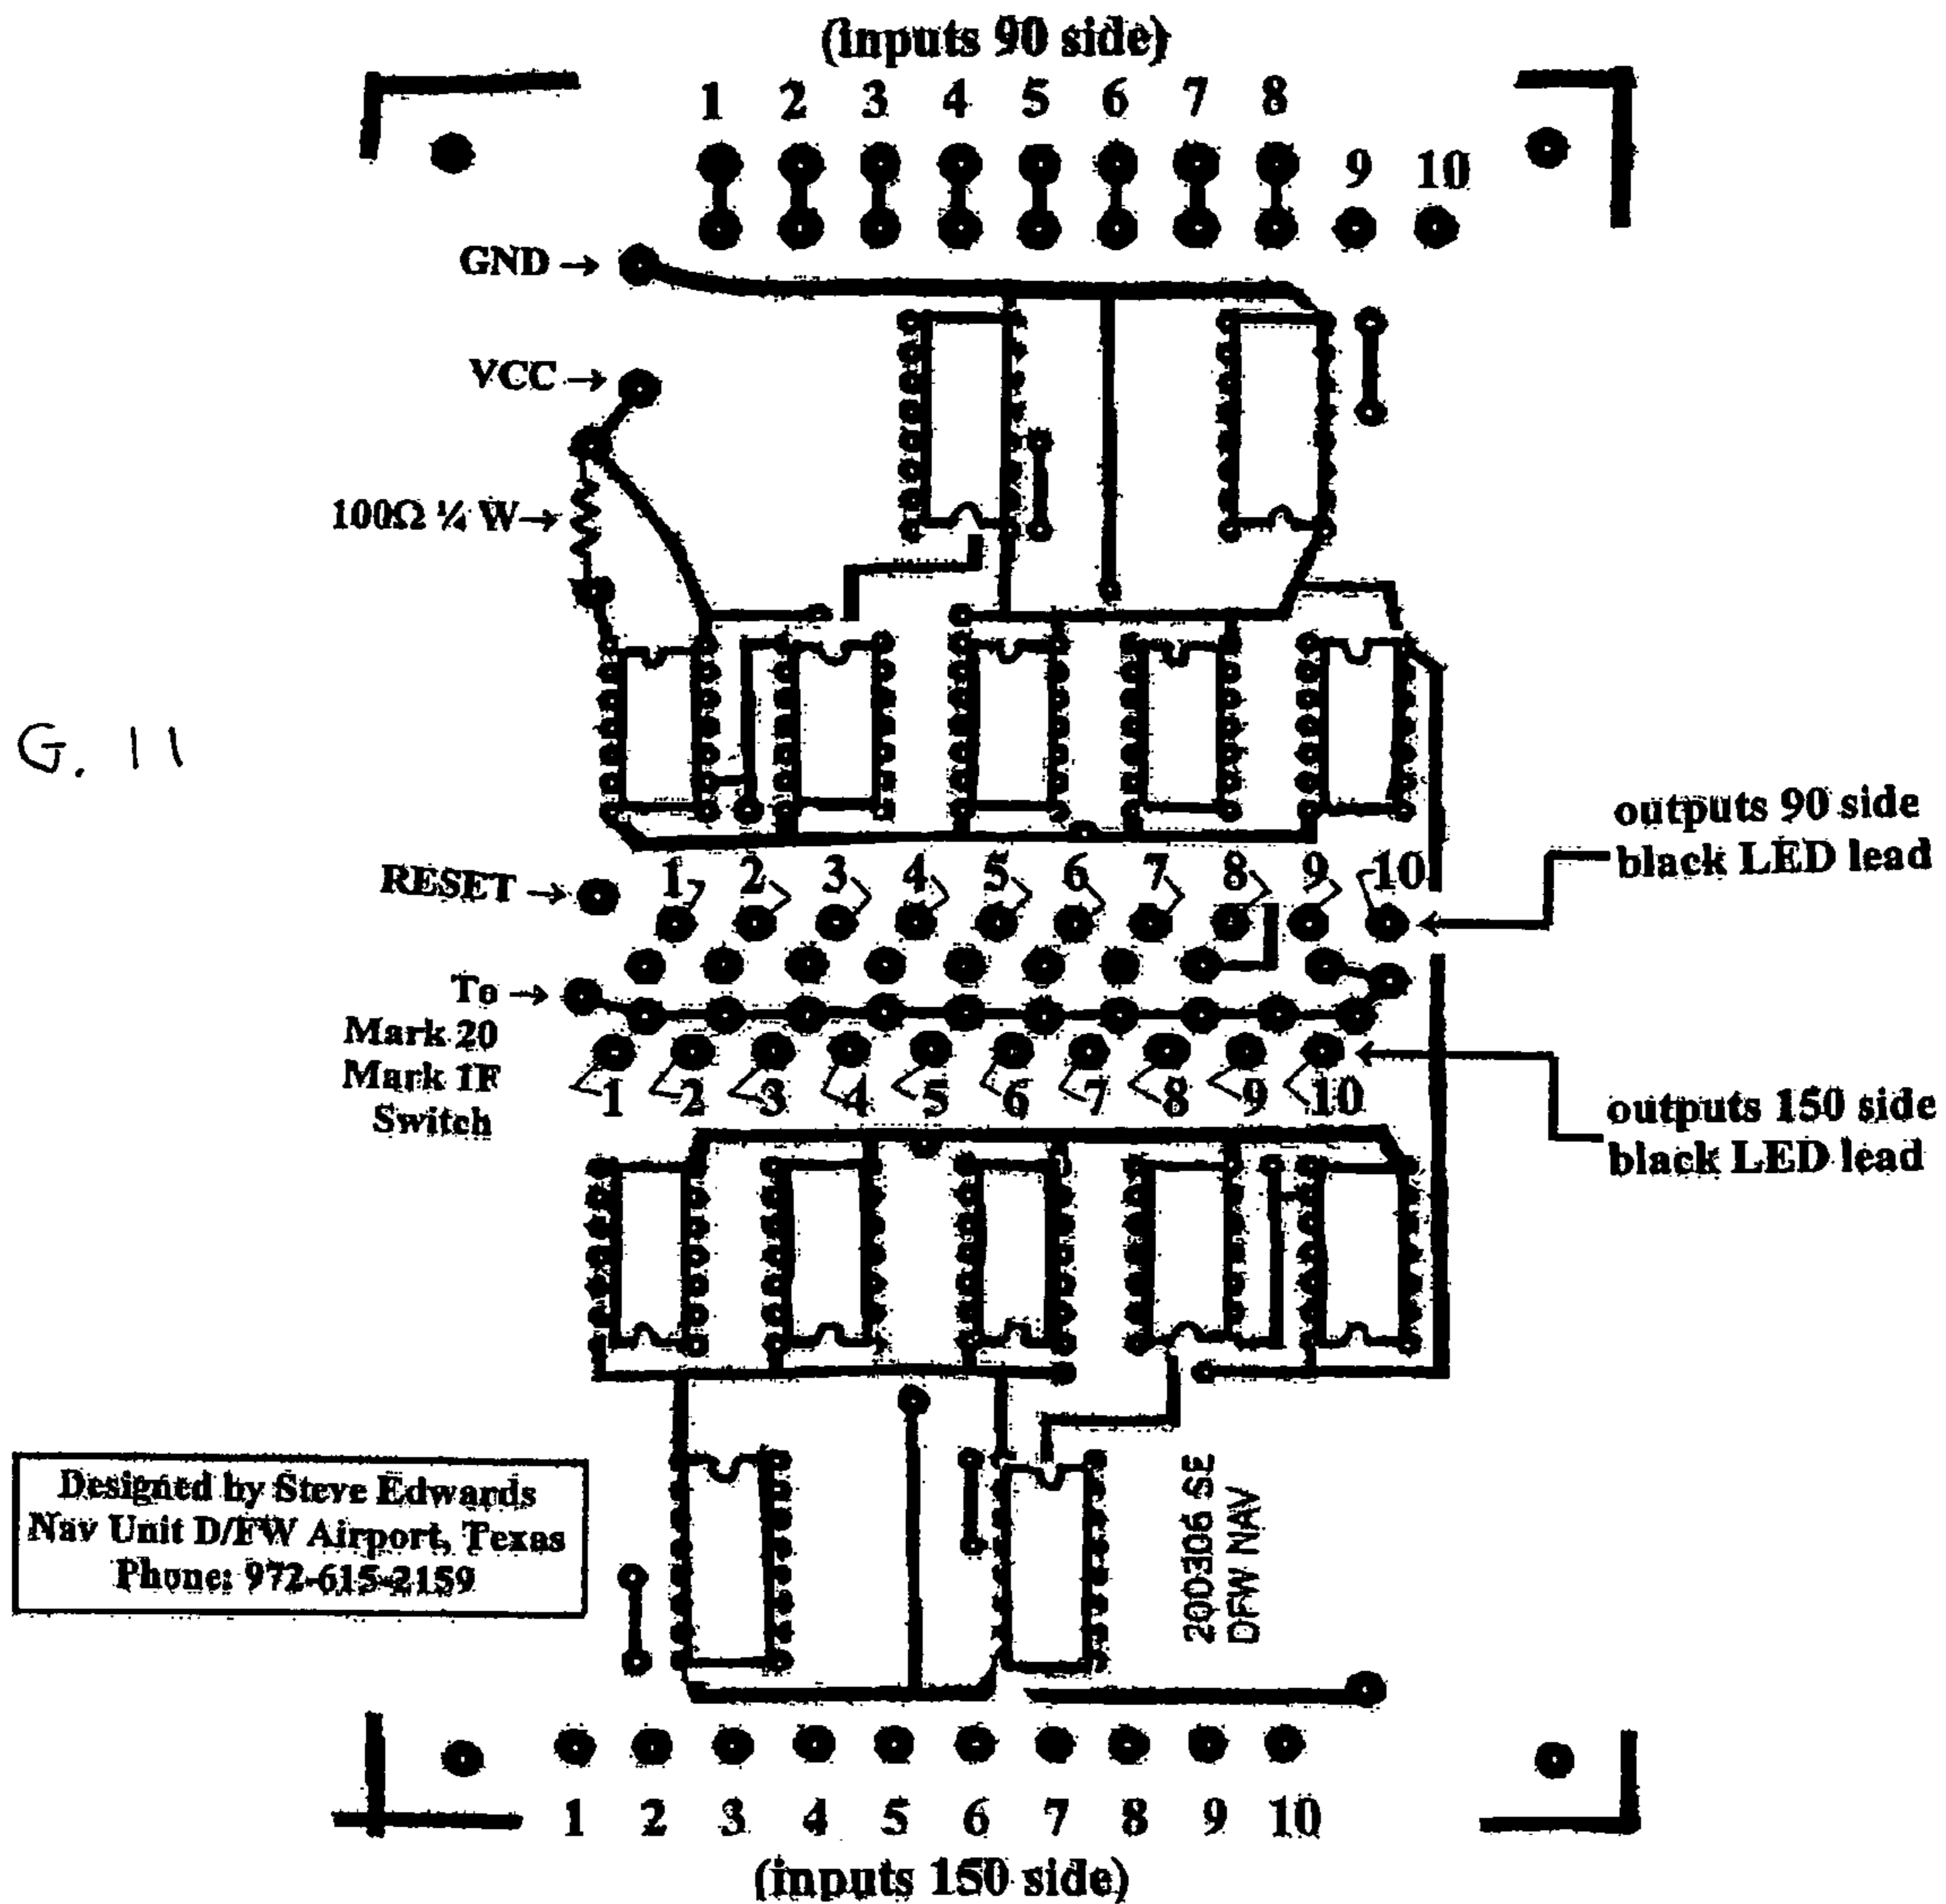 (inputs 90 side)
1 2 3 4 5 6 7 8
9 10
GND →
VCC →
100Ω ¼ W→
G. 11
outputs 90 side
black LED lead
1 2 3 4 5 6 7 8 9 10
RESET →
To →
Mark 20
Mark 1F
Switch
1 2 3 4 5 6 7 8 9 10
outputs 150 side
black LED lead
Designed by Steve Edwards
Nav Unit D/FW Airport, Texas
Phone: 972-615-2159
200306 SE
DFW NAV
1 2 3 4 5 6 7 8 9 10
(inputs 150 side)